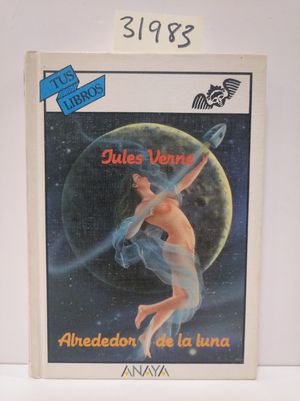 31983
TUS
LIBROS
Jules Verne
Alrededor de la luna
ANAYA